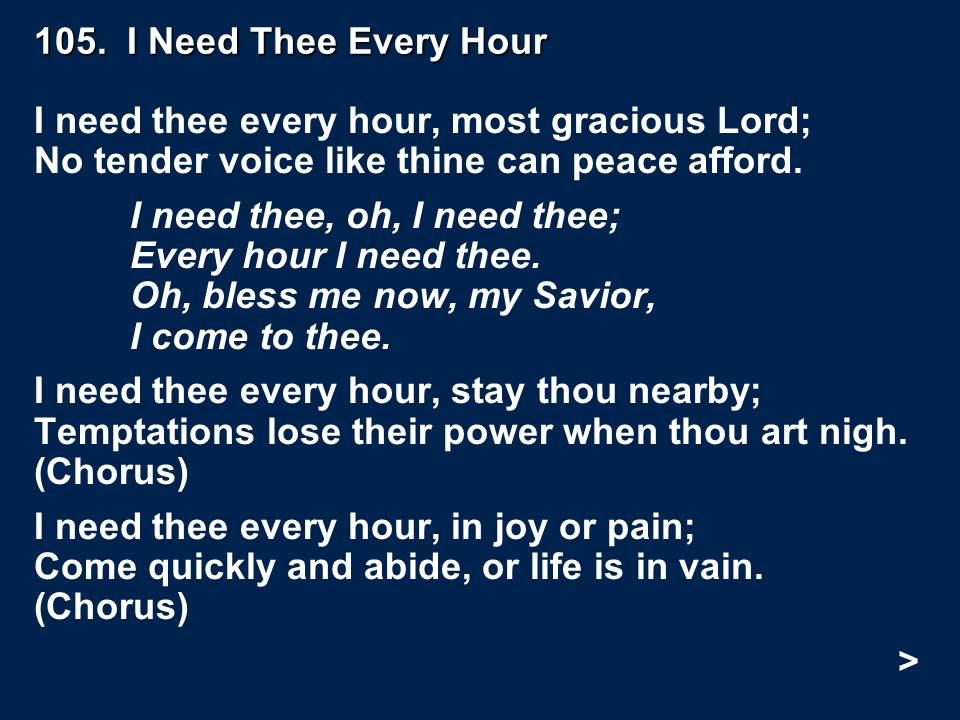 105. I Need Thee Every Hour
I need thee every hour, most gracious Lord;
No tender voice like thine can peace afford.
I need thee, oh, I need thee;
Every hour I need thee.
Oh, bless me now, my Savior,
I come to thee.
I need thee every hour, stay thou nearby;
Temptations lose their power when thou art nigh.
(Chorus)
I need thee every hour, in joy or pain;
Come quickly and abide, or life is in vain.
(Chorus)
>